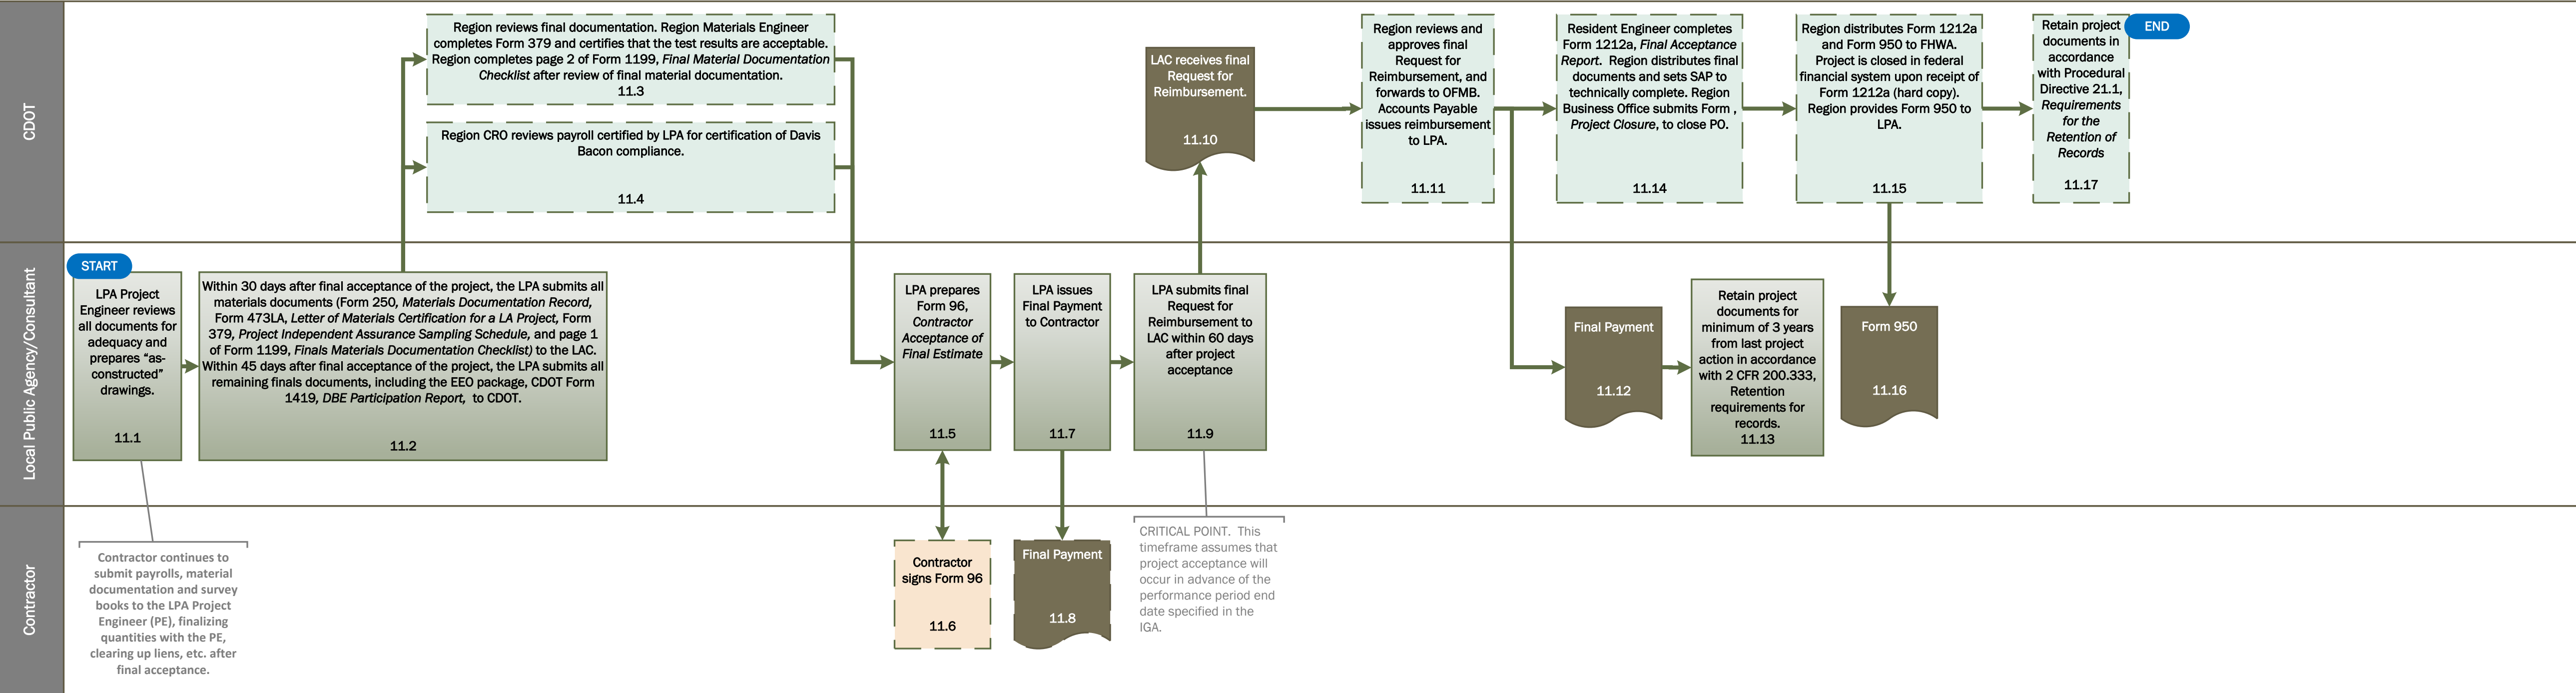 CDOT
Region reviews final documentation. Region Materials Engineer
completes Form 379 and certifies that the test results are acceptable.
Region completes page 2 of Form 1199, Final Material Documentation
Checklist after review of final material documentation.
11.3
Region CRO reviews payroll certified by LPA for certification of Davis
Bacon compliance.
11.4
LAC receives final
Request for
Reimbursement.
11.10
Region reviews and
approves final
Request for
Reimbursement, and
forwards to OFMB.
Accounts Payable
issues reimbursement
to LPA.
11.11
Resident Engineer completes
Form 1212a, Final Acceptance
Report.  Region distributes final
documents and sets SAP to
technically complete. Region
Business Office submits Form ,
Project Closure, to close PO.
11.14
Region distributes Form 1212a
and Form 950 to FHWA.
Project is closed in federal
financial system upon receipt of
Form 1212a (hard copy).
Region provides Form 950 to
LPA.
11.15
Retain project
documents in
accordance
with Procedural
Directive 21.1,
Requirements
for the
Retention of
Records
11.17
END
Local Public Agency/Consultant
START
LPA Project
Engineer reviews
all documents for
adequacy and
prepares “as-
constructed”
drawings.
11.1
Within 30 days after final acceptance of the project, the LPA submits all
materials documents (Form 250, Materials Documentation Record,
Form 473LA, Letter of Materials Certification for a LA Project, Form
379, Project Independent Assurance Sampling Schedule, and page 1
of Form 1199, Finals Materials Documentation Checklist) to the LAC.
Within 45 days after final acceptance of the project, the LPA submits all
remaining finals documents, including the EEO package, CDOT Form
1419, DBE Participation Report,  to CDOT.
11.2
LPA prepares
Form 96,
Contractor
Acceptance of
Final Estimate
11.5
LPA issues
Final Payment
to Contractor
11.7
LPA submits final
Request for
Reimbursement to
LAC within 60 days
after project
acceptance
11.9
Final Payment
11.12
Retain project
documents for
minimum of 3 years
from last project
action in accordance
with 2 CFR 200.333,
Retention
requirements for
records.
11.13
Form 950
11.16
Contractor
Contractor continues to
submit payrolls, material
documentation and survey
books to the LPA Project
Engineer (PE), finalizing
quantities with the PE,
clearing up liens, etc. after
final acceptance.
Contractor
signs Form 96
11.6
Final Payment
11.8
CRITICAL POINT.  This
timeframe assumes that
project acceptance will
occur in advance of the
performance period end
date specified in the
IGA.